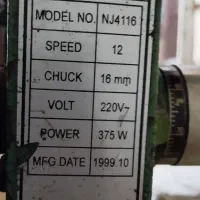 MODEL NO. NJ4116
SPEED 12
CHUCK 16 mm
VOLT 220V~
POWER 375 W
MFG DATE 1999.10